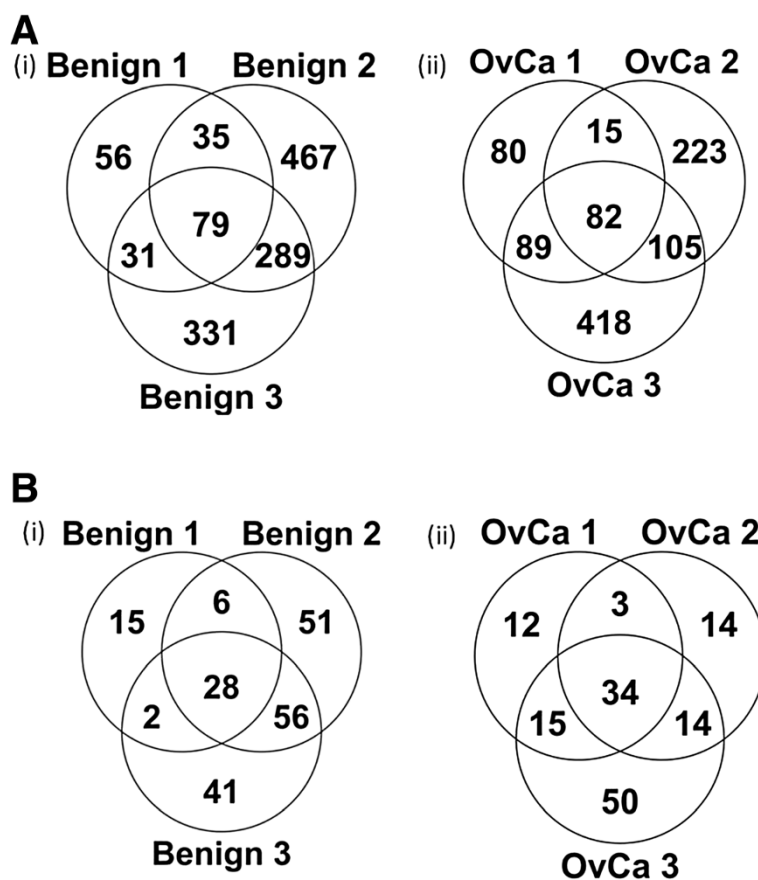 A
(i) Benign 1 Benign 2
35
56 467
79
31 289
331
Benign 3
(ii) OvCa 1 OvCa 2
15
80 223
82
89 105
418
OvCa 3
B
(i) Benign 1 Benign 2
6
15 51
28
2 56
41
Benign 3
(ii) OvCa 1 OvCa 2
3
12 14
34
15 14
50
OvCa 3